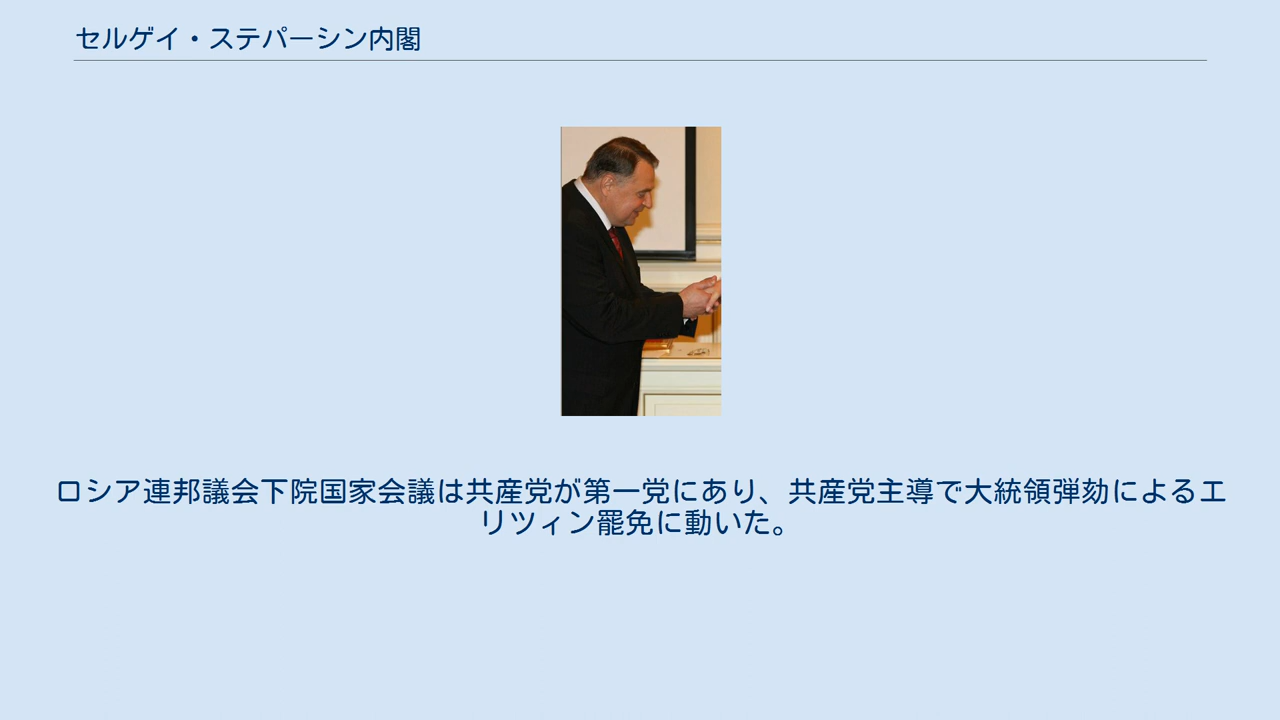 セルゲイ・ステパーシン内閣
ロシア連邦議会下院国家会議は共産党が第一党にあり、共産党主導で大統領弾劾によるエ
リツィン罷免に動いた。